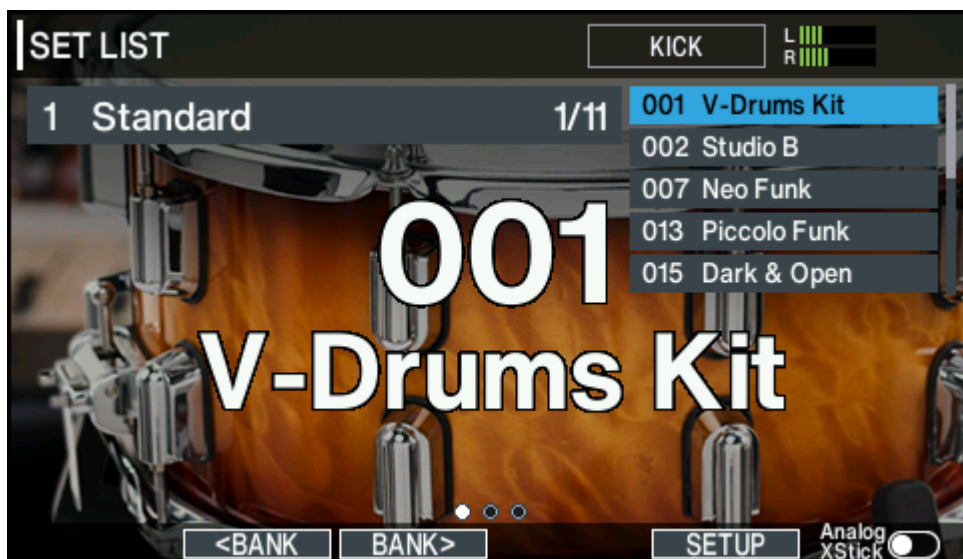 SET LIST
KICK
L
R
1 Standard 1/11
001 V-Drums Kit
002 Studio B
007 Neo Funk
013 Piccolo Funk
015 Dark & Open
001
V-Drums Kit
<BANK
BANK>
SETUP
Analog
XStick